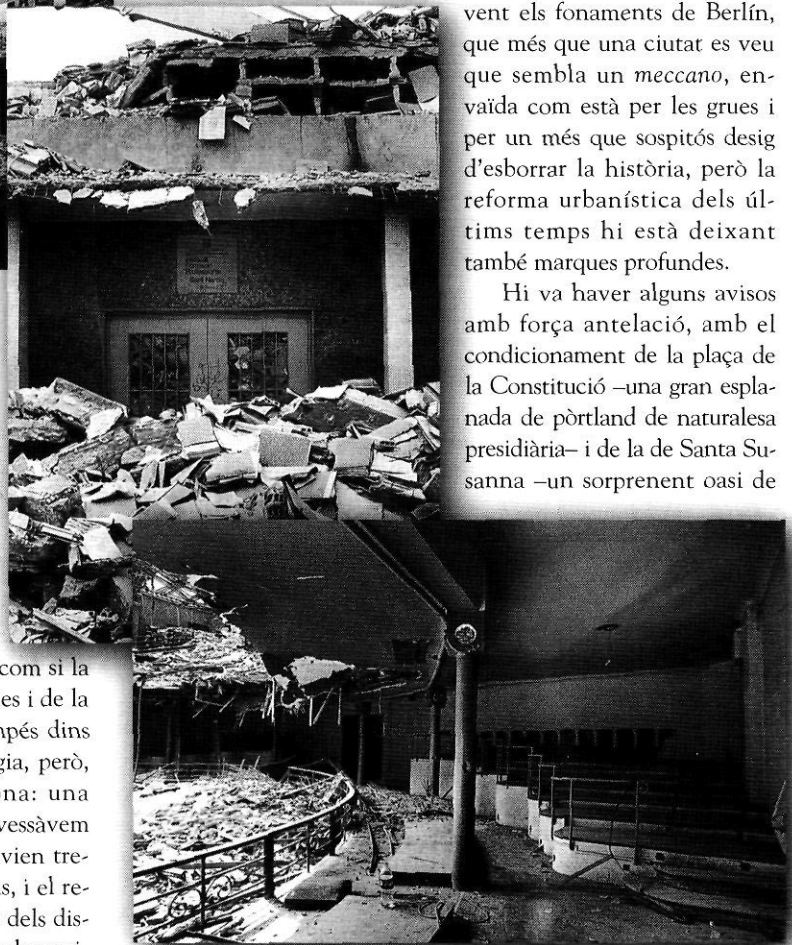 com si la
es i de la
npés dins
gia, però,
na: una
vessàvem
vien tre-
s, i el re-
dels dis-
vent els fonaments de Berlín,
que més que una ciutat es veu
que sembla un meccano, en-
vaïda com està per les grues i
per un més que sospitós desig
d'esborrar la història, però la
reforma urbanística dels úl-
tims temps hi està deixant
també marques profundes.
Hi va haver alguns avisos
amb força antelació, amb el
condicionament de la plaça de
la Constitució –una gran espla-
nada de pòrtland de naturalesa
presidiària– i de la de Santa Su-
sanna –un sorprenent oasi de